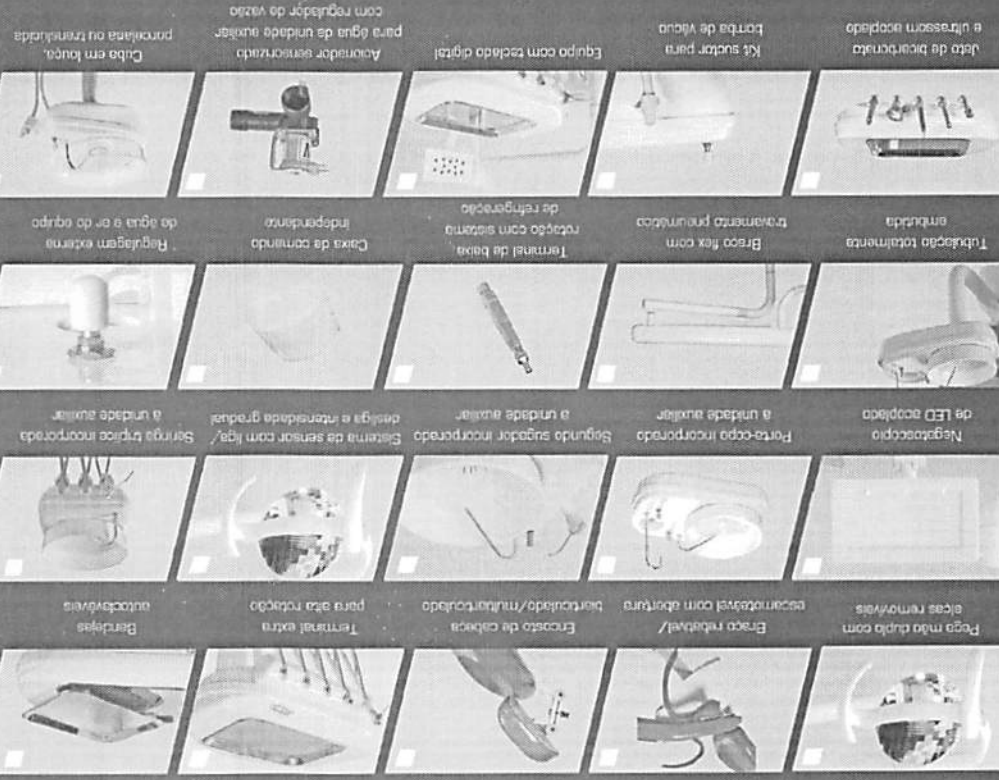 Pega mão dupla com
alças removíveis
Braço rebatível/
escamoteável com abertura
Encosto de cabeça
biarticulado/multiarticulado
Terminal extra
para alta rotação
Bandejas
autoclaváveis
Negatoscópio
de LED acoplado
Porta-copo incorporado
à unidade auxiliar
Segundo sugador incorporado
à unidade auxiliar
Sistema de sensor com liga/
desliga e intensidade gradual
Seringa tríplice incorporada
à unidade auxiliar
Tubulação totalmente
embutida
Braço flex com
travamento pneumático
Terminal de baixa
rotação com sistema
de refrigeração
Caixa de comando
independente
Regulagem externa
de água e ar do equipo
Jato de bicarbonato
e ultrassom acoplado
Kit suctor para
bomba de vácuo
Equipo com teclado digital
Acionador sensorizado
para água da unidade auxiliar
com regulador de vazão
Cuba em louça,
porcelana ou translúcida